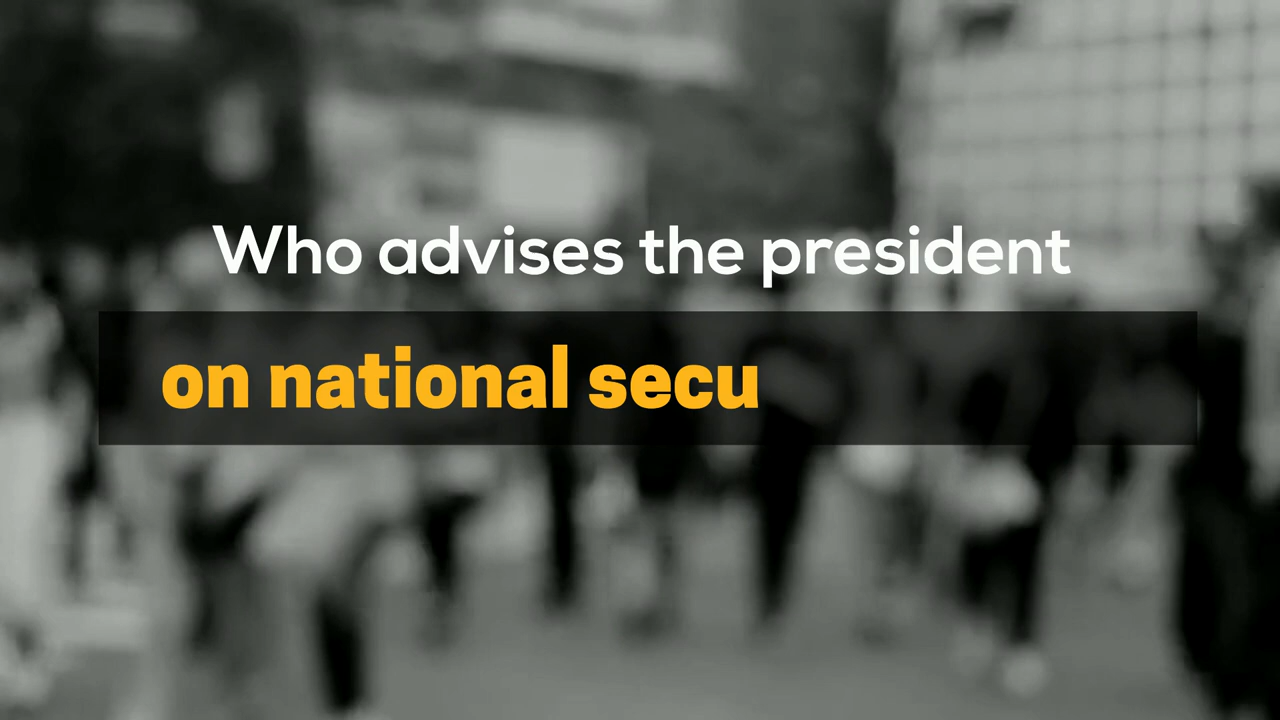 Who advises the president
on national secu